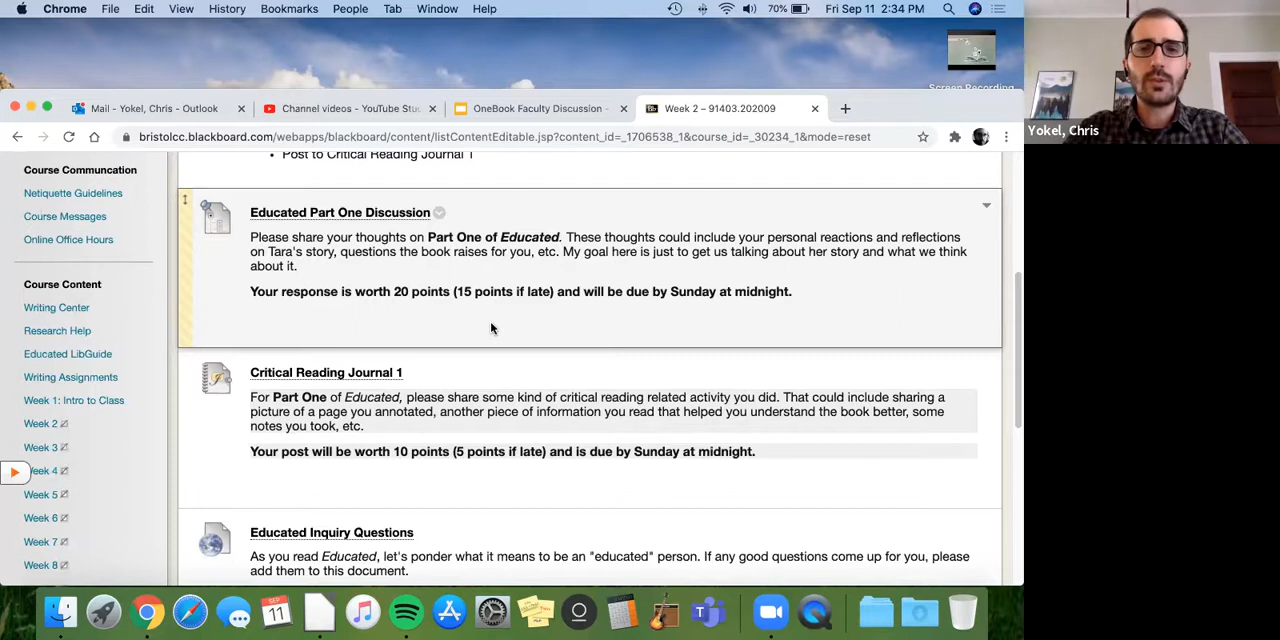 Chrome File Edit View History Bookmarks People Tab Window Help 70% Fri Sep 11 2:34 PM
Screen Recording
Yokel, Chris
Mail - Yokel, Chris - Outlook
Channel videos - YouTube Stu
OneBook Faculty Discussion -
Week 2 – 91403.202009
bristolcc.blackboard.com/webapps/blackboard/content/listContentEditable.jsp?content_id=_1706538_1&course_id=_30234_1&mode=reset
Course Communcation
Netiquette Guidelines
Course Messages
Online Office Hours
Course Content
Writing Center
Research Help
Educated LibGuide
Writing Assignments
Week 1: Intro to Class
Week 2
Week 3
eek 4
Week 5
Week 6
Week 7
Week 8
• Post to Critical Reading Journal 1
Educated Part One Discussion
Please share your thoughts on Part One of Educated. These thoughts could include your personal reactions and reflections
on Tara's story, questions the book raises for you, etc. My goal here is just to get us talking about her story and what we think
about it.
Your response is worth 20 points (15 points if late) and will be due by Sunday at midnight.
Critical Reading Journal 1
For Part One of Educated, please share some kind of critical reading related activity you did. That could include sharing a
picture of a page you annotated, another piece of information you read that helped you understand the book better, some
notes you took, etc.
Your post will be worth 10 points (5 points if late) and is due by Sunday at midnight.
Educated Inquiry Questions
As you read Educated, let's ponder what it means to be an "educated" person. If any good questions come up for you, please
add them to this document.
SEP
11